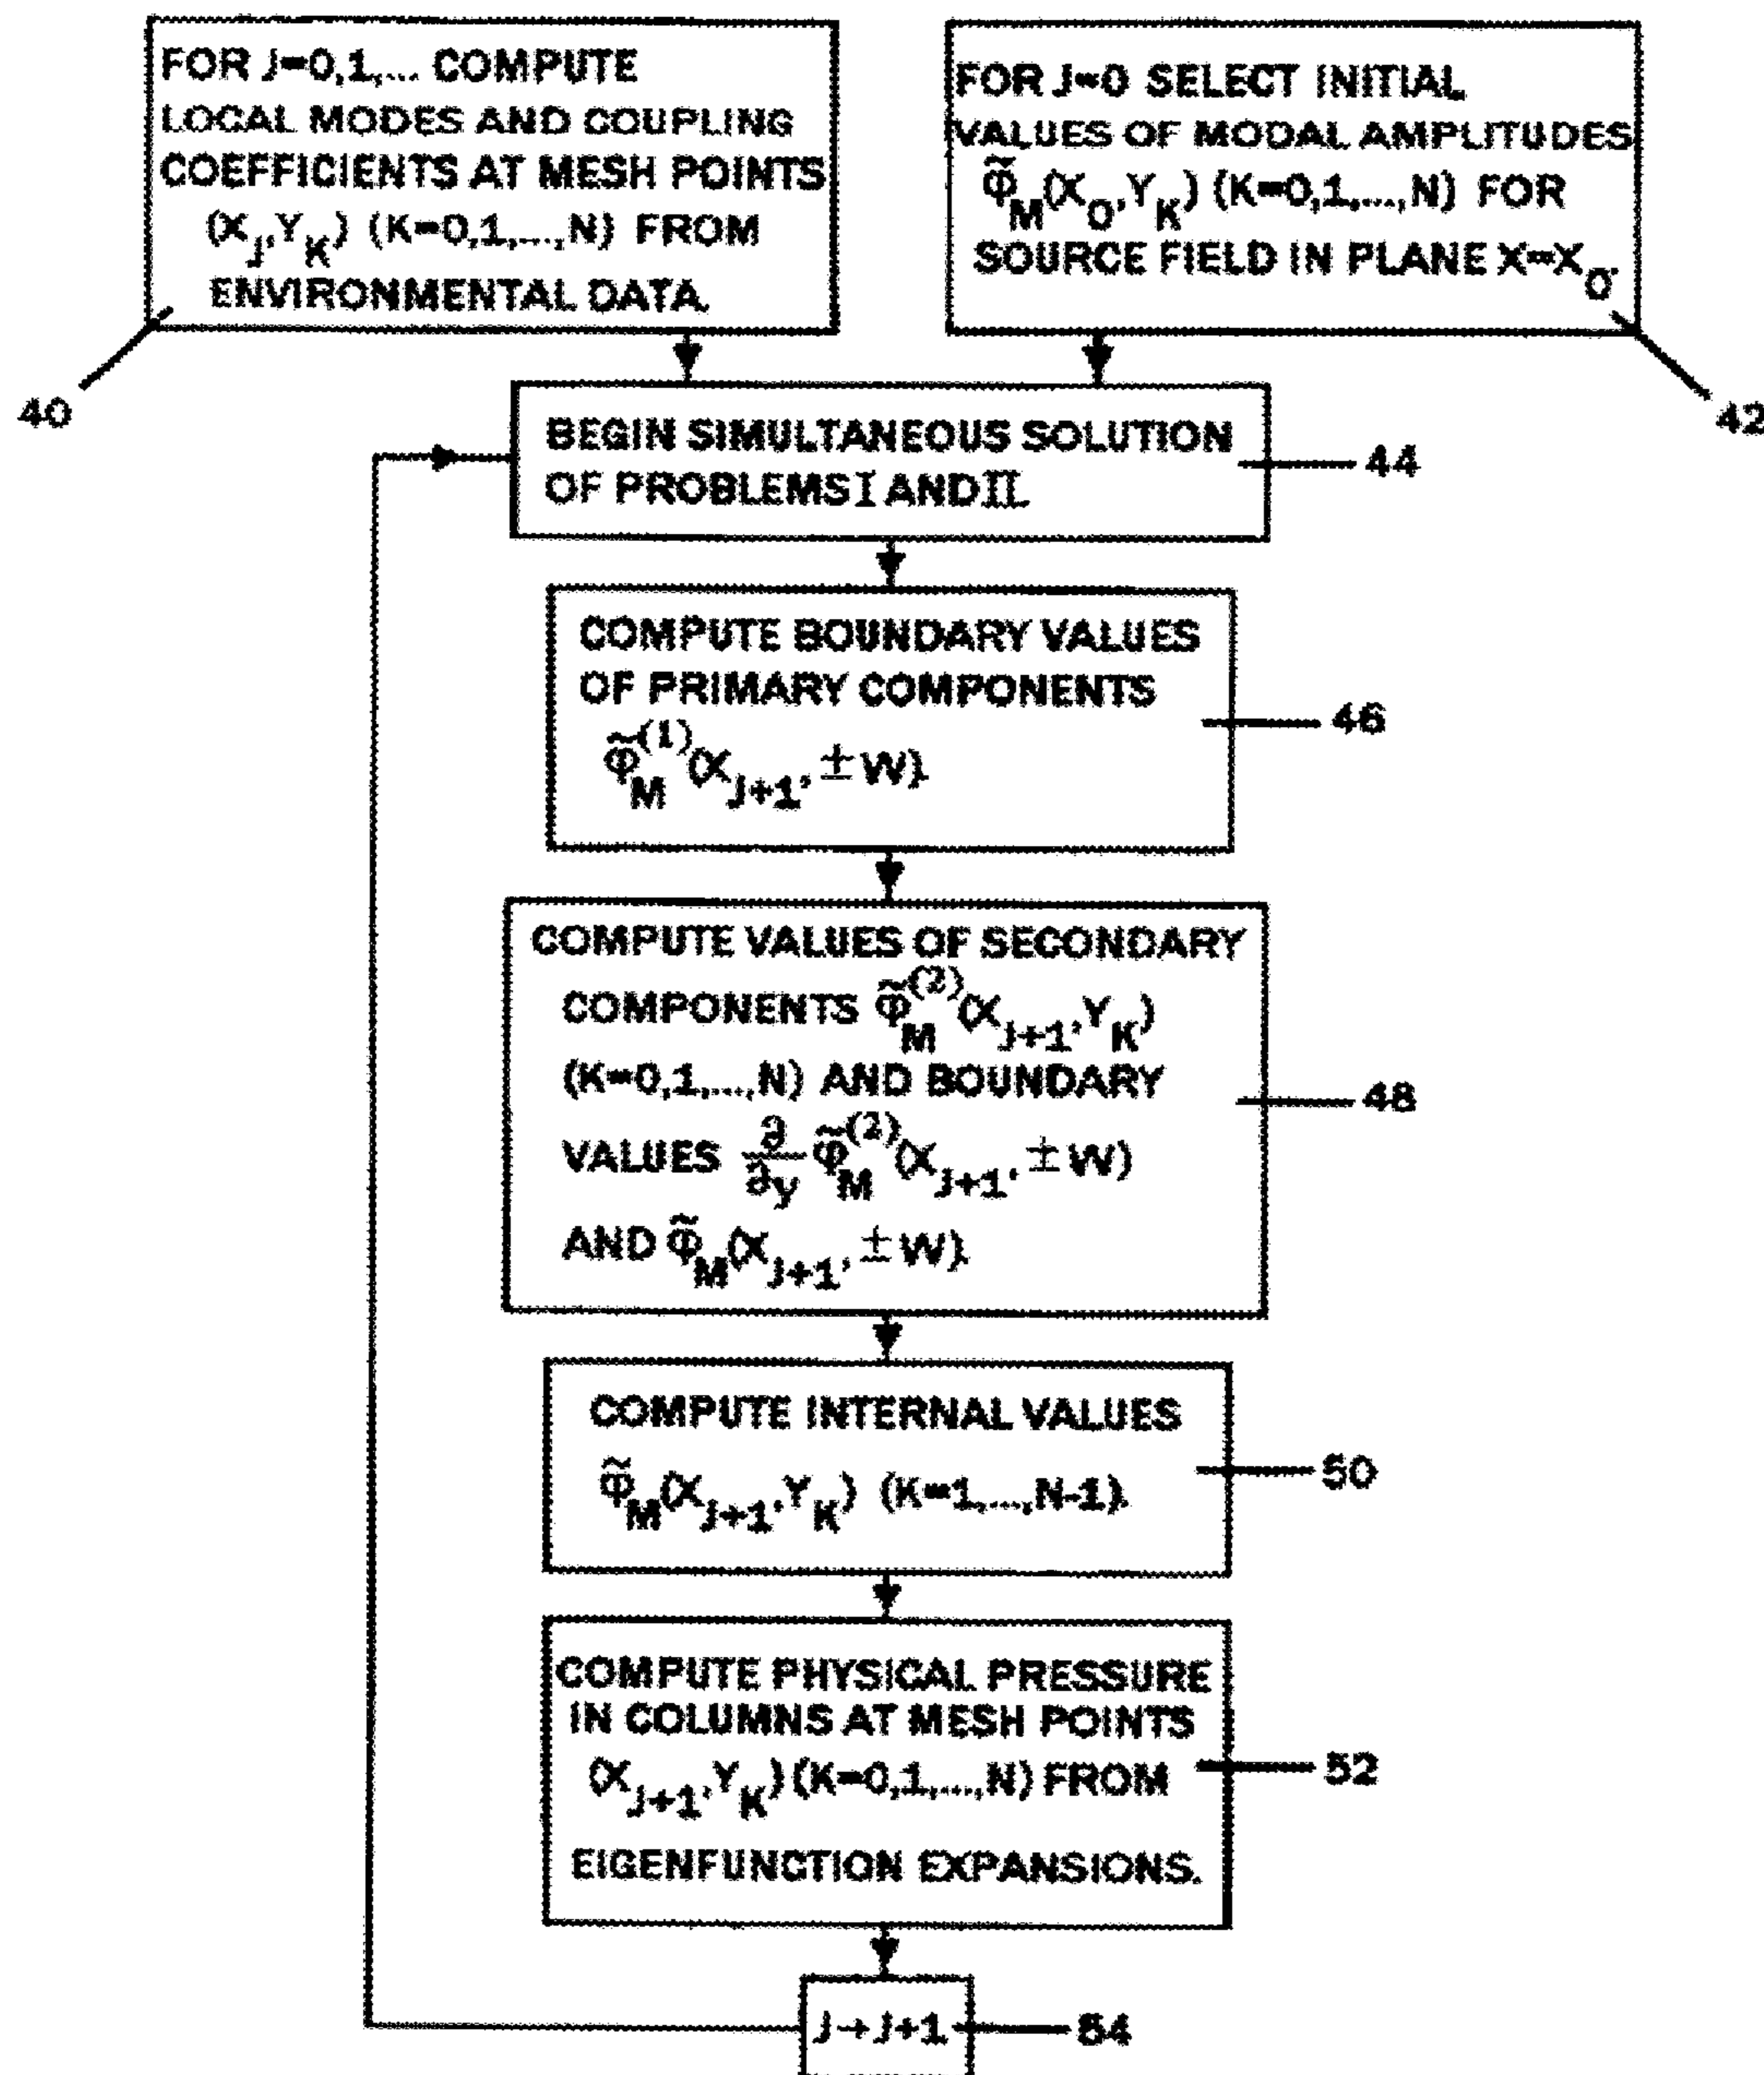 FOR J=0,1,... COMPUTE
LOCAL MODES AND COUPLING
COEFFICIENTS AT MESH POINTS
(X_J,Y_K) (K=0,1,...,N) FROM
ENVIRONMENTAL DATA.
40
FOR J=0 SELECT INITIAL
VALUES OF MODAL AMPLITUDES
φ̃_M(X_0,Y_K) (K=0,1,...,N) FOR
SOURCE FIELD IN PLANE X=X_0.
42
BEGIN SIMULTANEOUS SOLUTION
OF PROBLEMS I AND II.
44
COMPUTE BOUNDARY VALUES
OF PRIMARY COMPONENTS
φ̃_M^(1)(X_J+1, ±W).
46
COMPUTE VALUES OF SECONDARY
COMPONENTS φ̃_M^(2)(X_J+1,Y_K)
(K=0,1,...,N) AND BOUNDARY
VALUES ∂/∂y φ̃_M^(2)(X_J+1, ±W)
AND φ̃_M(X_J+1, ±W).
48
COMPUTE INTERNAL VALUES
φ̃_M(X_J+1,Y_K) (K=1,...,N-1).
50
COMPUTE PHYSICAL PRESSURE
IN COLUMNS AT MESH POINTS
(X_J+1,Y_K) (K=0,1,...,N) FROM
EIGENFUNCTION EXPANSIONS.
52
J→J+1
54